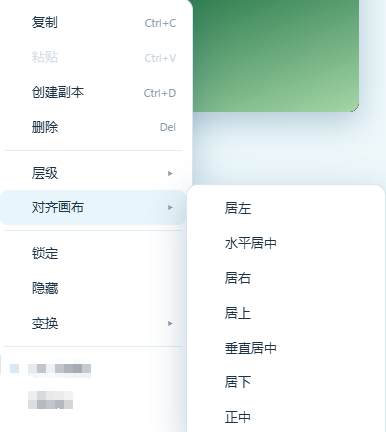 复制 Ctrl+C
粘贴 Ctrl+V
创建副本 Ctrl+D
删除 Del
层级
对齐画布
锁定
隐藏
变换
居左
水平居中
居右
居上
垂直居中
居下
正中